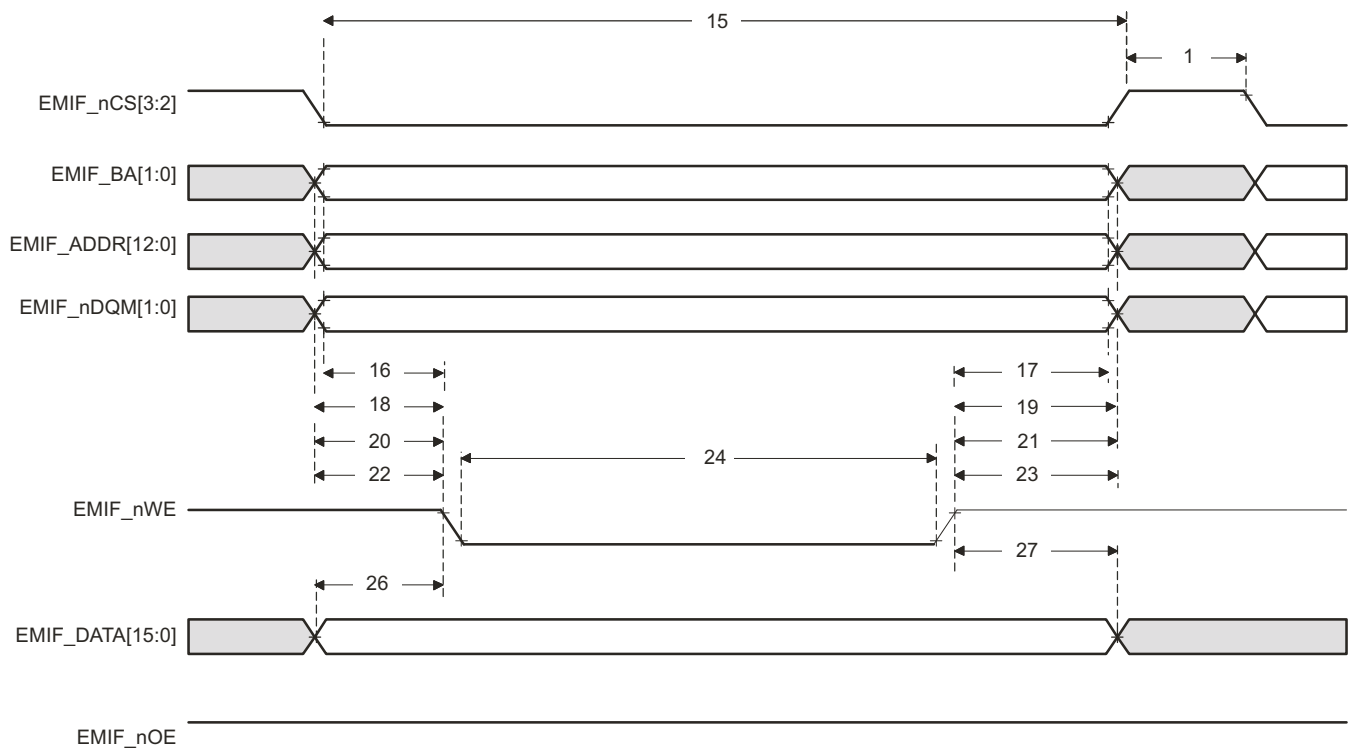 15
1
EMIF_nCS[3:2]
EMIF_BA[1:0]
EMIF_ADDR[12:0]
EMIF_nDQM[1:0]
16 17
18 19
20 21
22 24 23
EMIF_nWE
27
26
EMIF_DATA[15:0]
EMIF_nOE